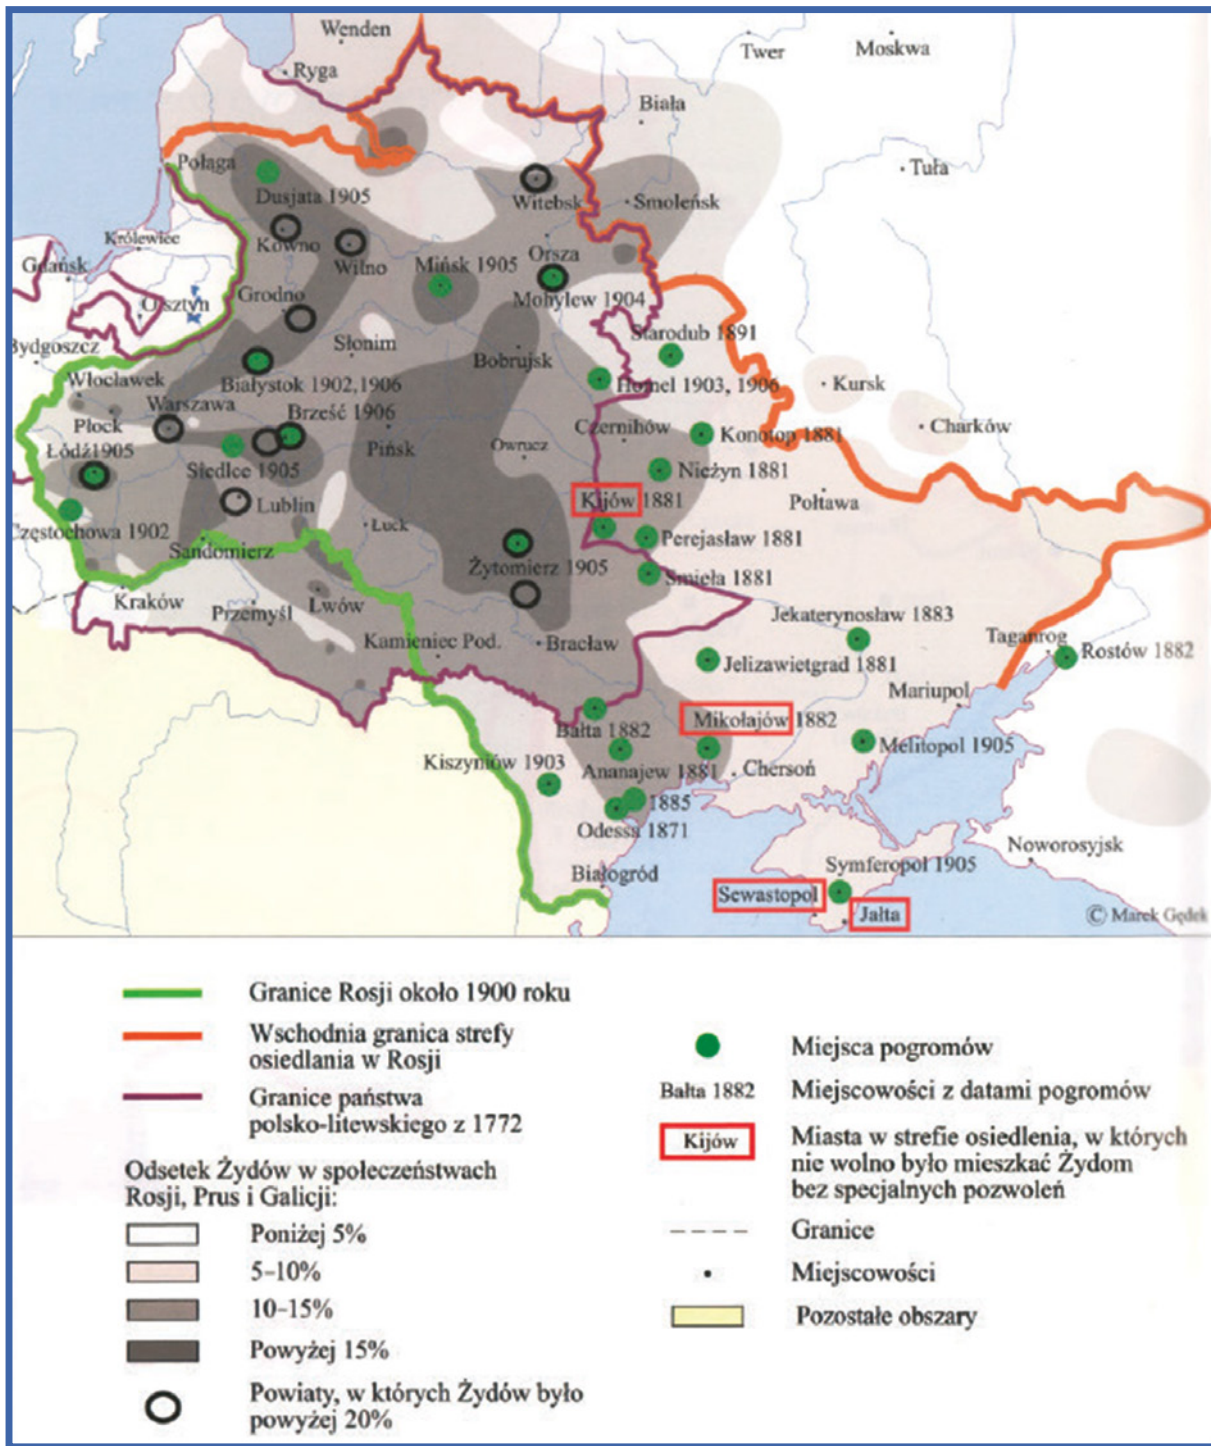 Wenden
Twer
Moskwa
Ryga
Biała
Tuła
Połąga
Dusjata 1905
Witebsk
Smoleńsk
Kowno
Wilno
Orsza
Królewiec
Gdańsk
Mińsk 1905
Mohylew 1904
Grodno
Olsztyn
Starodub 1891
Słonim
Bobrujsk
Bydgoszcz
Białystok 1902,1906
Homel 1903, 1906
Kursk
Włocławek
Warszawa
Brześć 1906
Płock
Czernihów
Konotop 1881
Charków
Łódź1905
Pińsk
Owrucz
Siedlce 1905
Nieżyn 1881
Połtawa
Kijów 1881
Lublin
Częstochowa 1902
Łuck
Perejasław 1881
Sandomierz
Żytomierz 1905
Śmieła 1881
Kraków
Przemyśl
Lwów
Jekaterynosław 1883
Kamieniec Pod.
Bracław
Taganrog
Rostów 1882
Jelizawietgrad 1881
Mariupol
Mikołajów 1882
Bałta 1882
Melitopol 1905
Kiszyniów 1903
Ananajew 1881
Chersoń
1885
Odessa 1871
Noworosyjsk
Białogród
Symferopol 1905
Sewastopol
Jałta
© Marek Gędek
Granice Rosji około 1900 roku
Wschodnia granica strefy
osiedlania w Rosji
Granice państwa
polsko-litewskiego z 1772
Odsetek Żydów w społeczeństwach
Rosji, Prus i Galicji:
Poniżej 5%
5–10%
10–15%
Powyżej 15%
Powiaty, w których Żydów było
powyżej 20%
Miejsca pogromów
Bałta 1882
Miejscowości z datami pogromów
Kijów
Miasta w strefie osiedlenia, w których
nie wolno było mieszkać Żydom
bez specjalnych pozwoleń
Granice
Miejscowości
Pozostałe obszary